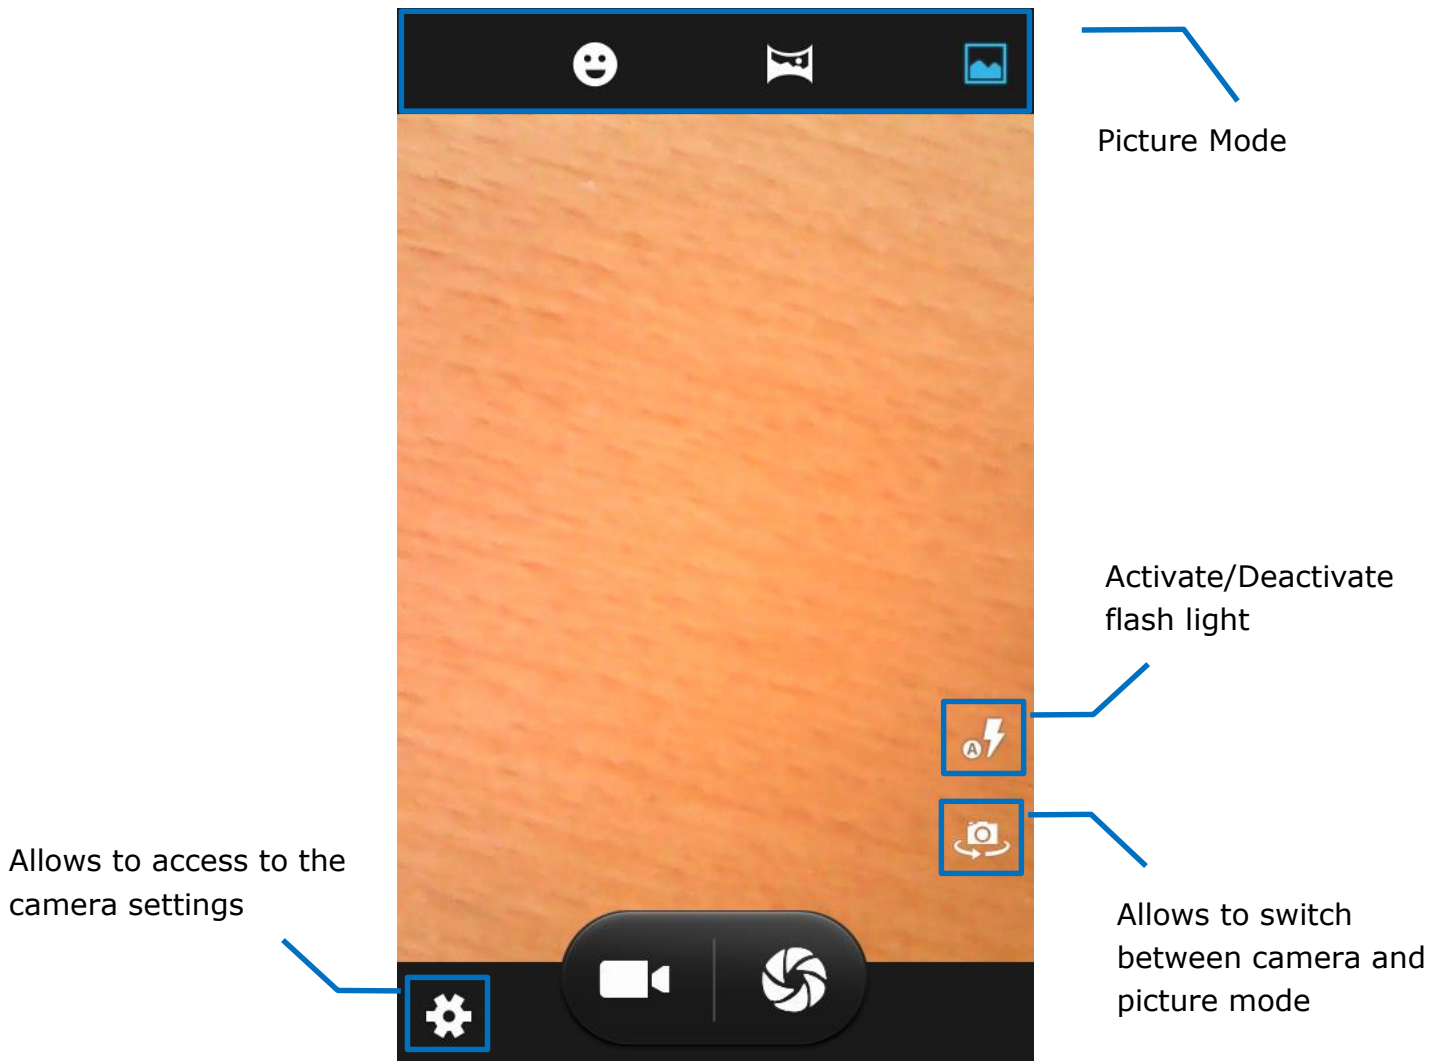 Picture Mode
Activate/Deactivate
flash light
A
Allows to access to the
camera settings
Allows to switch
between camera and
picture mode